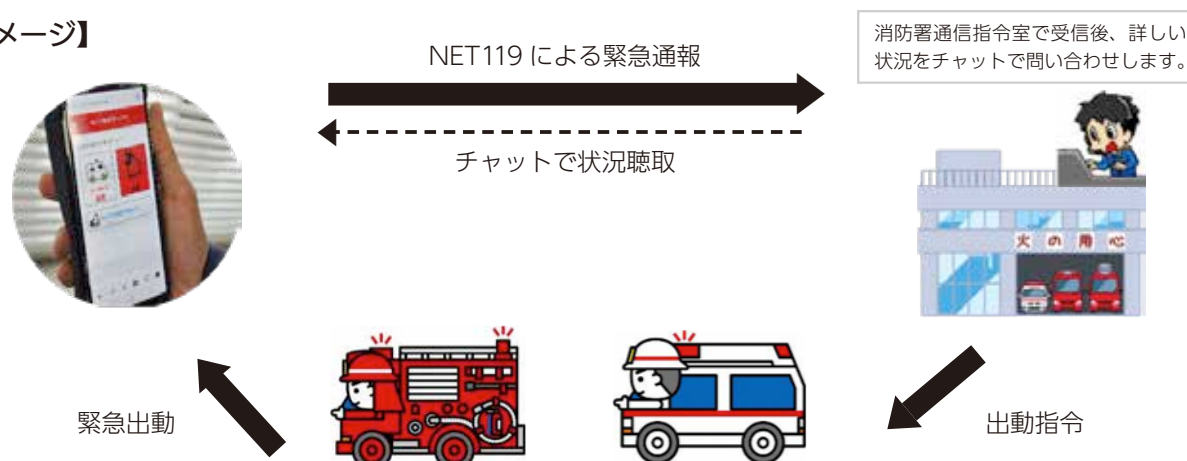 メージ】
NET119 による緊急通報
消防署通信指令室で受信後、詳しい
状況をチャットで問い合わせします。
チャットで状況聴取
火の用心
緊急出動
出動指令